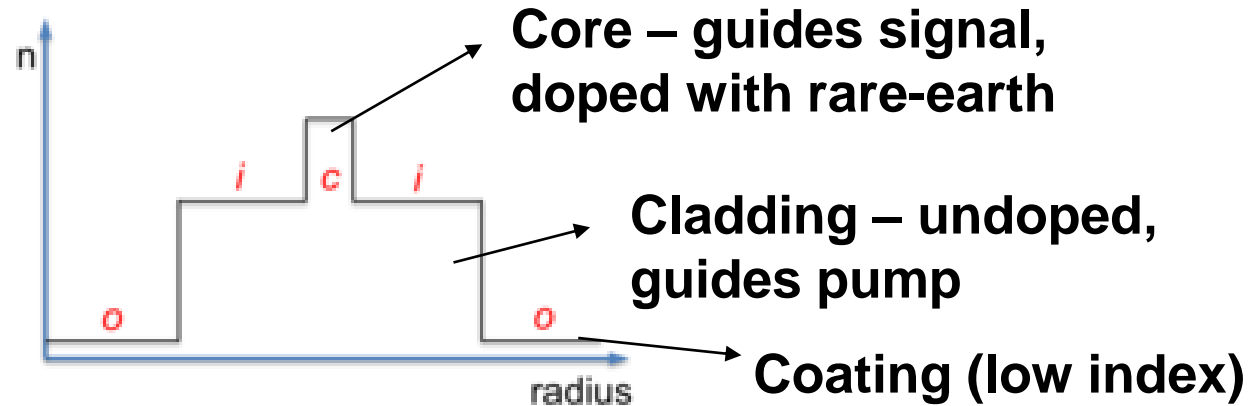 n
Core – guides signal,
doped with rare-earth
i
c
i
Cladding – undoped,
guides pump
o
o
radius
Coating (low index)